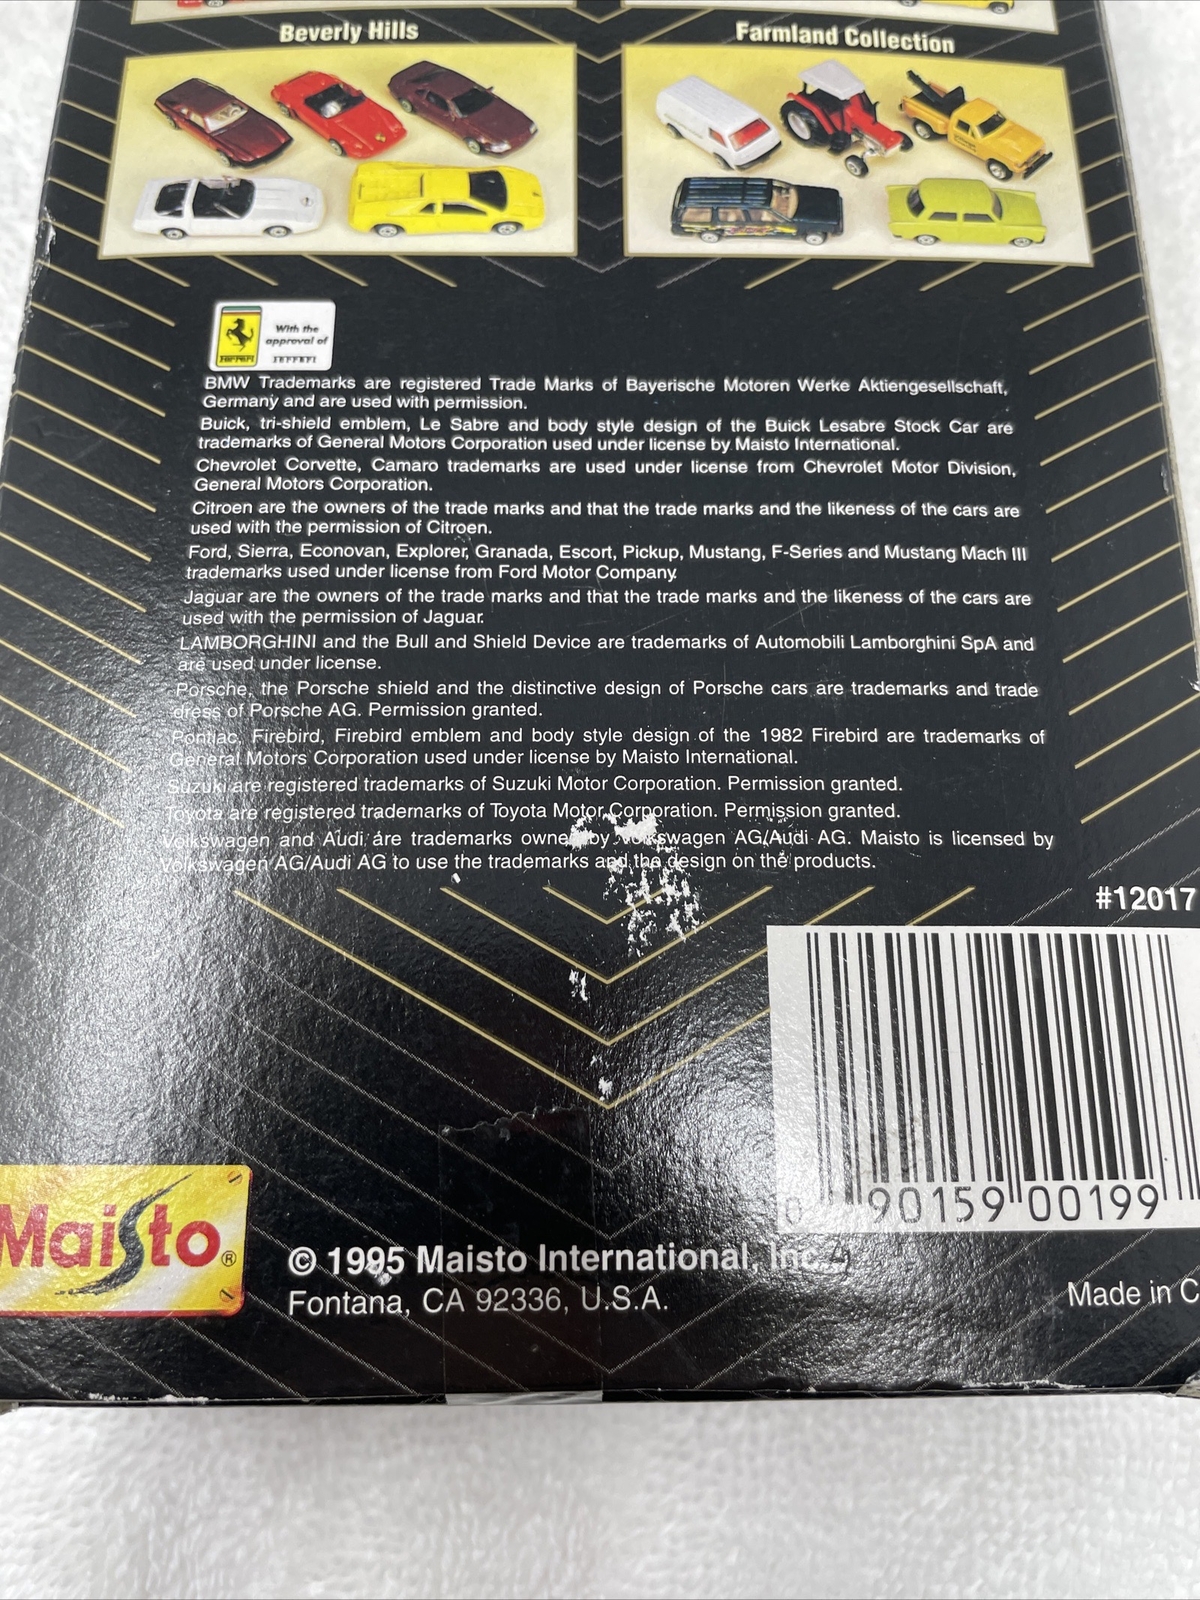 Beverly Hills
Farmland Collection
Ferrari
With the
approval of
FERRARI
BMW Trademarks are registered Trade Marks of Bayerische Motoren Werke Aktiengesellschaft,
Germany and are used with permission.
Buick, tri-shield emblem, Le Sabre and body style design of the Buick Lesabre Stock Car are
trademarks of General Motors Corporation used under license by Maisto International.
Chevrolet Corvette, Camaro trademarks are used under license from Chevrolet Motor Division,
General Motors Corporation.
Citroen are the owners of the trade marks and that the trade marks and the likeness of the cars are
used with the permission of Citroen.
Ford, Sierra, Econovan, Explorer, Granada, Escort, Pickup, Mustang, F-Series and Mustang Mach III
trademarks used under license from Ford Motor Company.
Jaguar are the owners of the trade marks and that the trade marks and the likeness of the cars are
used with the permission of Jaguar.
LAMBORGHINI and the Bull and Shield Device are trademarks of Automobili Lamborghini SpA and
are used under license.
Porsche, the Porsche shield and the distinctive design of Porsche cars are trademarks and trade
dress of Porsche AG. Permission granted.
Pontiac, Firebird, Firebird emblem and body style design of the 1982 Firebird are trademarks of
General Motors Corporation used under license by Maisto International.
Suzuki are registered trademarks of Suzuki Motor Corporation. Permission granted.
Toyota are registered trademarks of Toyota Motor Corporation. Permission granted.
Volkswagen and Audi are trademarks owned by Volkswagen AG/Audi AG. Maisto is licensed by
Volkswagen AG/Audi AG to use the trademarks and the design on the products.
#12017
0 90159 00199
Maisto®
© 1995 Maisto International, Inc.
Fontana, CA 92336, U.S.A.
Made in C